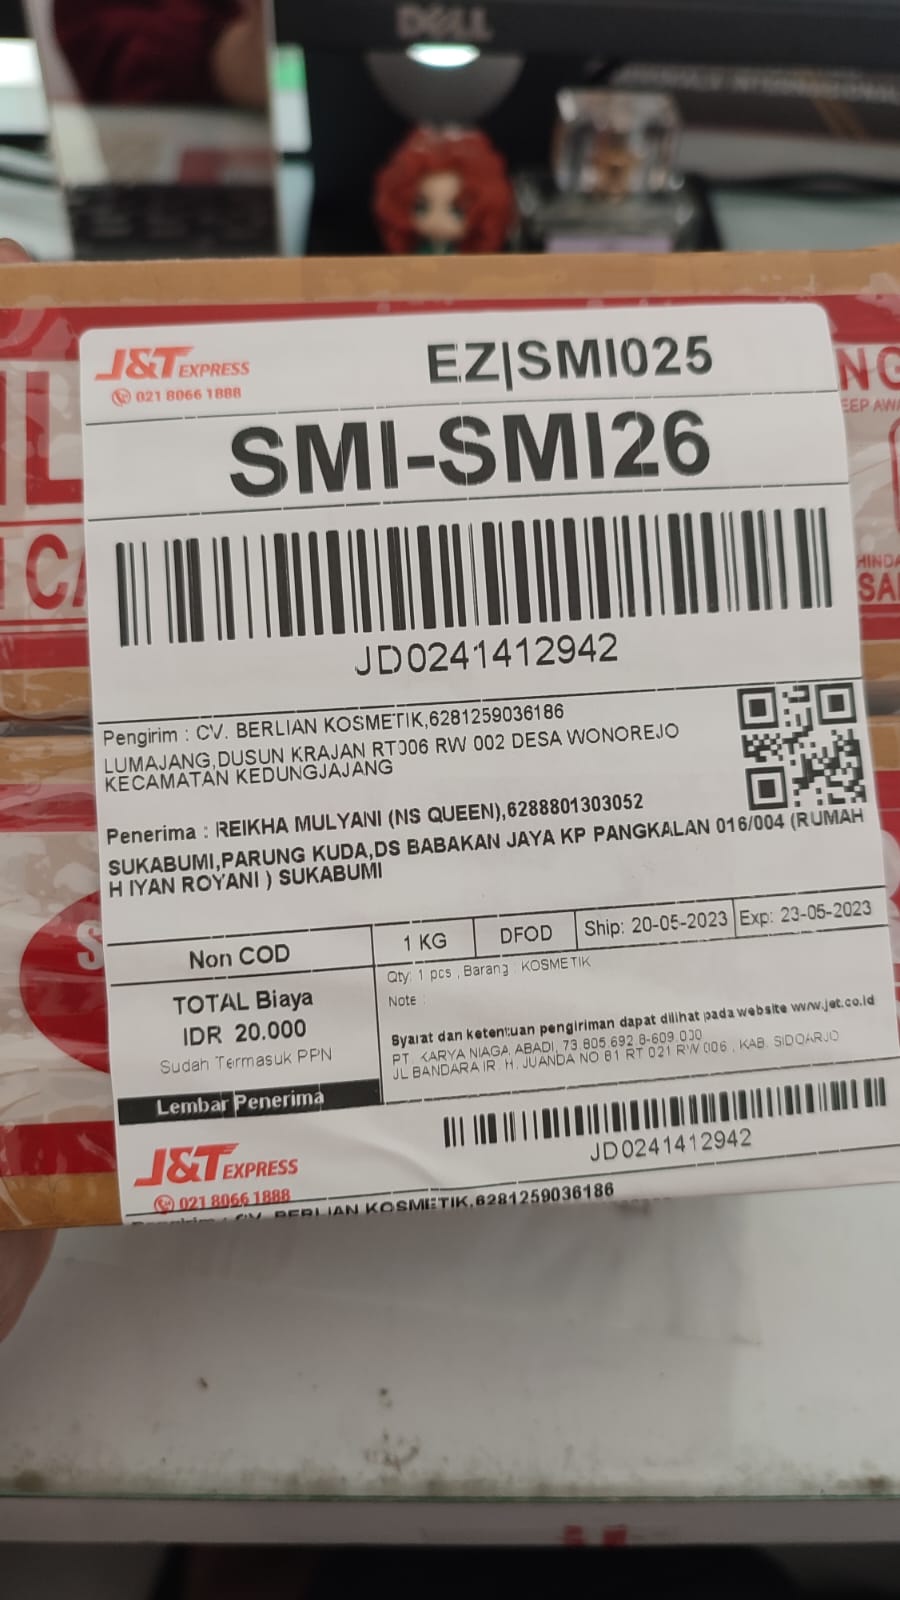 DELL
J&T EXPRESS
021 8066 1888
EZ|SMI025
SMI-SMI26
JD0241412942
Pengirim : CV. BERLIAN KOSMETIK,6281259036186
LUMAJANG,DUSUN KRAJAN RT006 RW 002 DESA WONOREJO
KECAMATAN KEDUNGJAJANG
Penerima : REIKHA MULYANI (NS QUEEN),6288801303052
SUKABUMI,PARUNG KUDA,DS BABAKAN JAYA KP PANGKALAN 016/004 (RUMAH
H IYAN ROYANI ) SUKABUMI
Non COD
1 KG
DFOD
Ship: 20-05-2023
Exp: 23-05-2023
TOTAL Biaya
IDR 20.000
Sudah Termasuk PPN
Qty: 1 pcs , Barang : KOSMETIK
Note :
Syarat dan ketentuan pengiriman dapat dilihat pada website www.jet.co.id
PT. KARYA NIAGA ABADI, 73.805.692.8-609.000
JL BANDARA IR. H. JUANDA NO 81 RT 021 RW 006 , KAB. SIDOARJO
Lembar Penerima
J&T EXPRESS
021 8066 1888
JD0241412942
Pengirim : CV. BERLIAN KOSMETIK,6281259036186